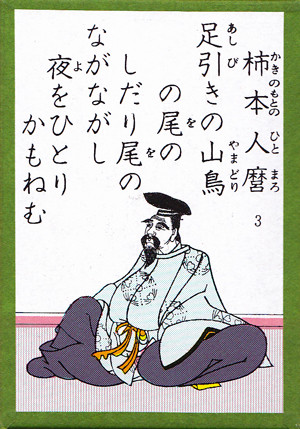 柿本人麿
かきのもとの ひと まろ
3
足引きの山鳥
あし び やまどり
の尾の
を
しだり尾の
を
ながながし
夜をひとり
よ
かもねむ